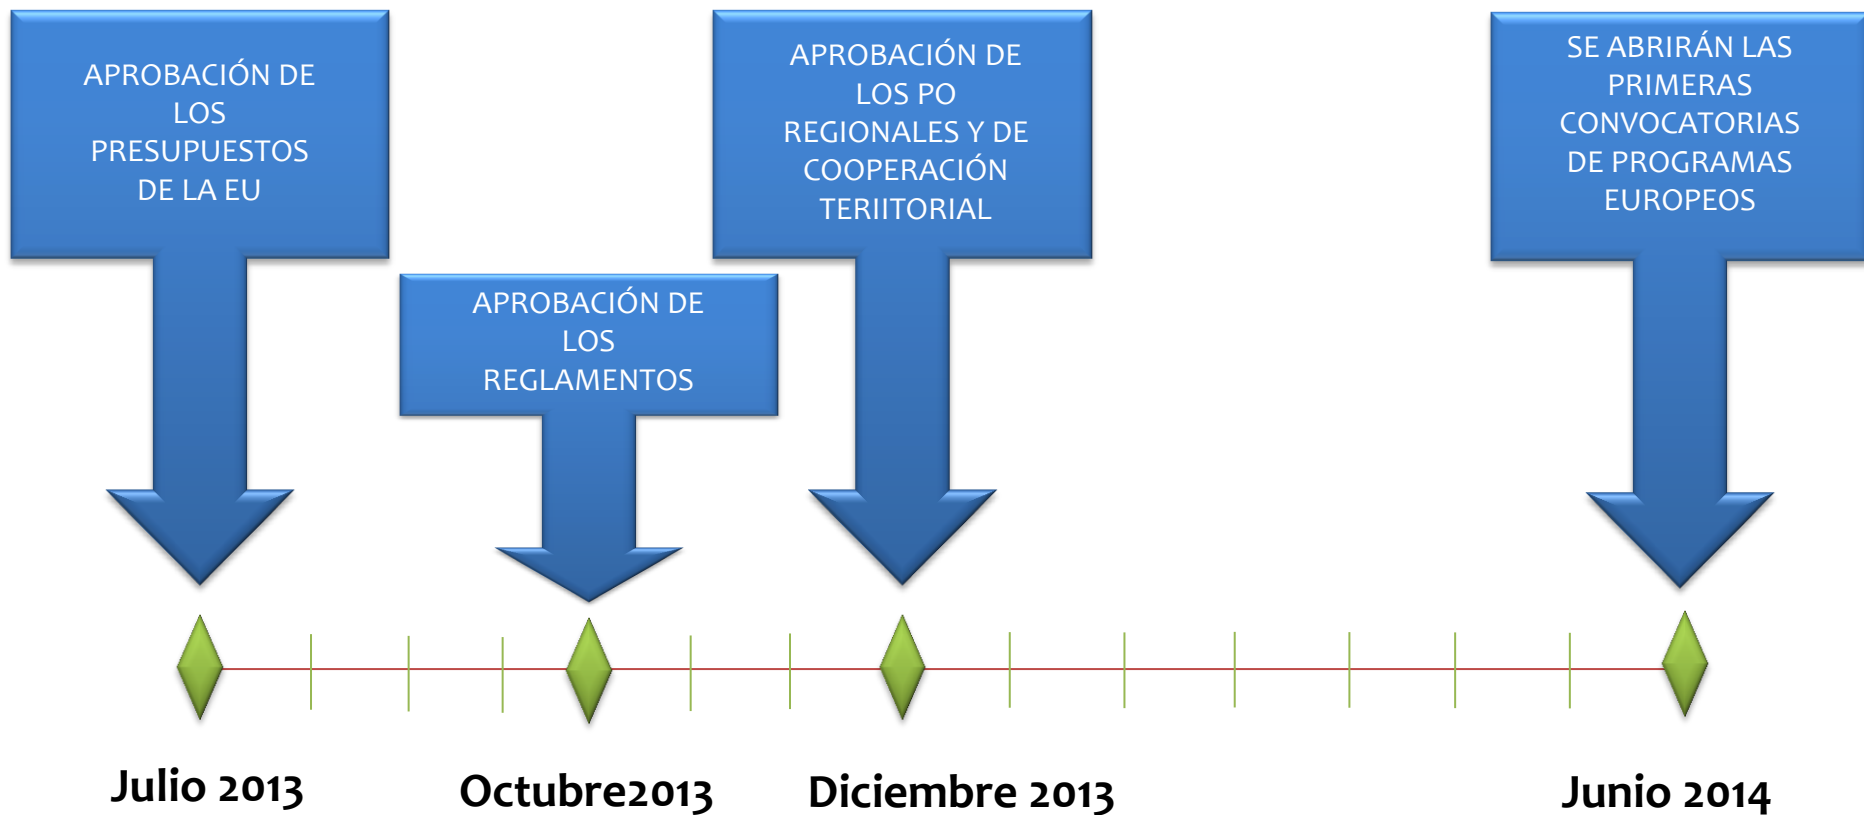 APROBACIÓN DE
LOS
PRESUPUESTOS
DE LA EU
APROBACIÓN DE
LOS
REGLAMENTOS
APROBACIÓN DE
LOS PO
REGIONALES Y DE
COOPERACIÓN
TERIITORIAL
SE ABRIRÁN LAS
PRIMERAS
CONVOCATORIAS
DE PROGRAMAS
EUROPEOS
Julio 2013
Octubre2013
Diciembre 2013
Junio 2014